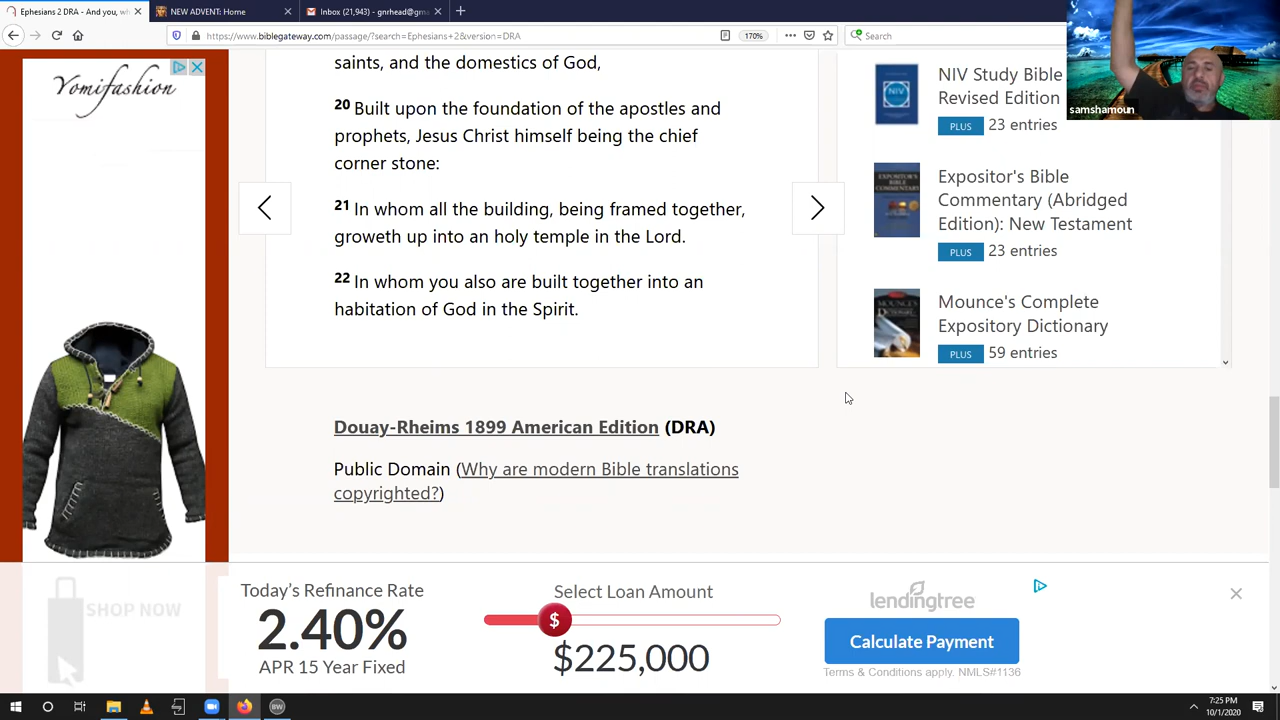 Ephesians 2 DRA - And you, wh
NEW ADVENT: Home
Inbox (21,943) - gnrhead@gma
https://www.biblegateway.com/passage/?search=Ephesians+2&version=DRA
170%
Search
samshamoun
Yomifashion
SHOP NOW
saints, and the domestics of God,
20 Built upon the foundation of the apostles and
prophets, Jesus Christ himself being the chief
corner stone:
21 In whom all the building, being framed together,
groweth up into an holy temple in the Lord.
22 In whom you also are built together into an
habitation of God in the Spirit.
NIV Study Bible
Revised Edition
PLUS 23 entries
Expositor's Bible
Commentary (Abridged
Edition): New Testament
PLUS 23 entries
Mounce's Complete
Expository Dictionary
PLUS 59 entries
Douay-Rheims 1899 American Edition (DRA)
Public Domain (Why are modern Bible translations
copyrighted?)
Today's Refinance Rate
2.40%
APR 15 Year Fixed
Select Loan Amount
$
$225,000
lendingtree
Calculate Payment
Terms & Conditions apply. NMLS#1136
7:25 PM
10/1/2020